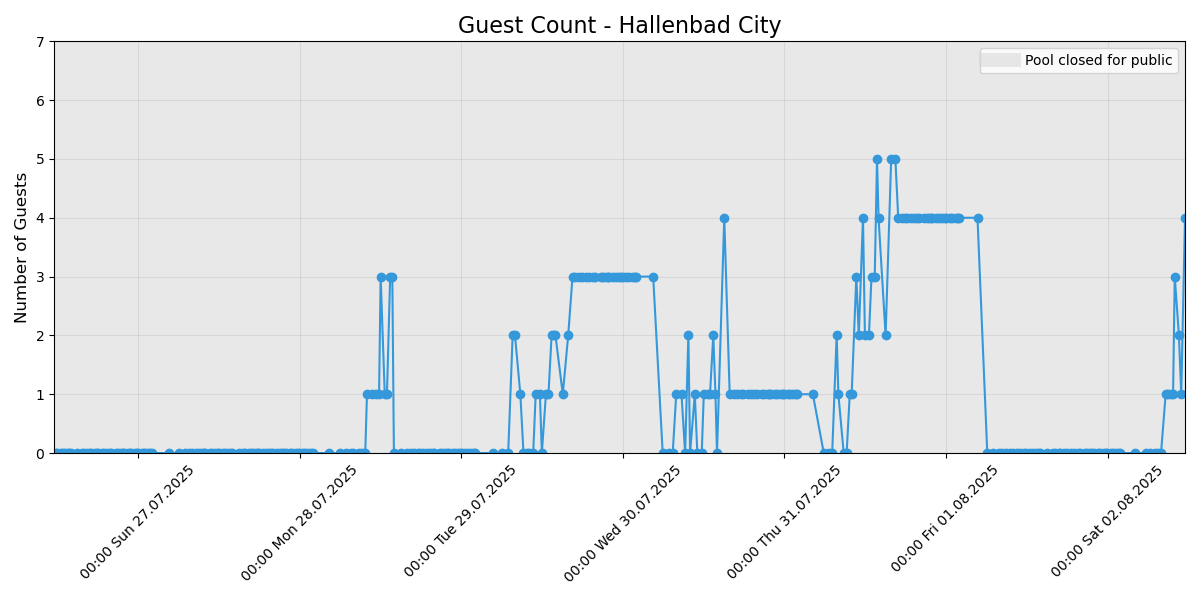 Guest Count - Hallenbad City
Pool closed for public
Number of Guests
7
6
5
4
3
2
1
0
00:00 Sun 27.07.2025
00:00 Mon 28.07.2025
00:00 Tue 29.07.2025
00:00 Wed 30.07.2025
00:00 Thu 31.07.2025
00:00 Fri 01.08.2025
00:00 Sat 02.08.2025